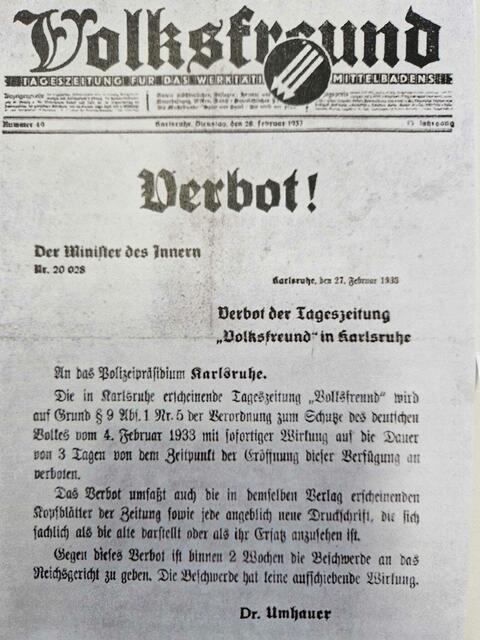 Volksfreund
TAGESZEITUNG FÜR DAS WERKTÄTI MITTELBADENS
Nummer 49 Karlsruhe, Dienstag, den 28. Februar 1933 Jahrgang
Verbot!
Der Minister des Innern
Nr. 20 028
Karlsruhe, den 27. Februar 1933
Verbot der Tageszeitung
„Volksfreund" in Karlsruhe
An das Polizeipräsidium Karlsruhe.
Die in Karlsruhe erscheinende Tageszeitung „Volksfreund" wird
auf Grund § 9 Abs. 1 Nr. 5 der Verordnung zum Schutze des deutschen
Volkes vom 4. Februar 1933 mit sofortiger Wirkung auf die Dauer
von 3 Tagen von dem Zeitpunkt der Eröffnung dieser Verfügung an
verboten.
Das Verbot umfaßt auch die in demselben Verlag erscheinenden
Kopfblätter der Zeitung sowie jede angeblich neue Druckschrift, die sich
sachlich als die alte darstellt oder als ihr Ersatz anzusehen ist.
Gegen dieses Verbot ist binnen 2 Wochen die Beschwerde an das
Reichsgericht zu geben. Die Beschwerde hat keine aufschiebende Wirkung.
Dr. Umhauer